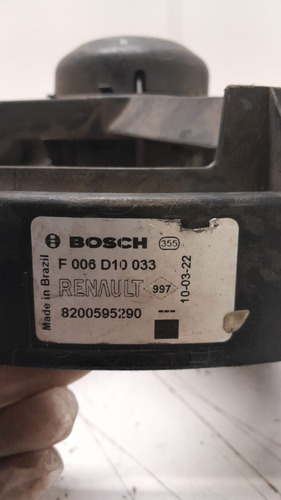 BOSCH 355
F 006 D10 033
RENAULT 997
8200595290 ---
Made in Brazil
10-03-22